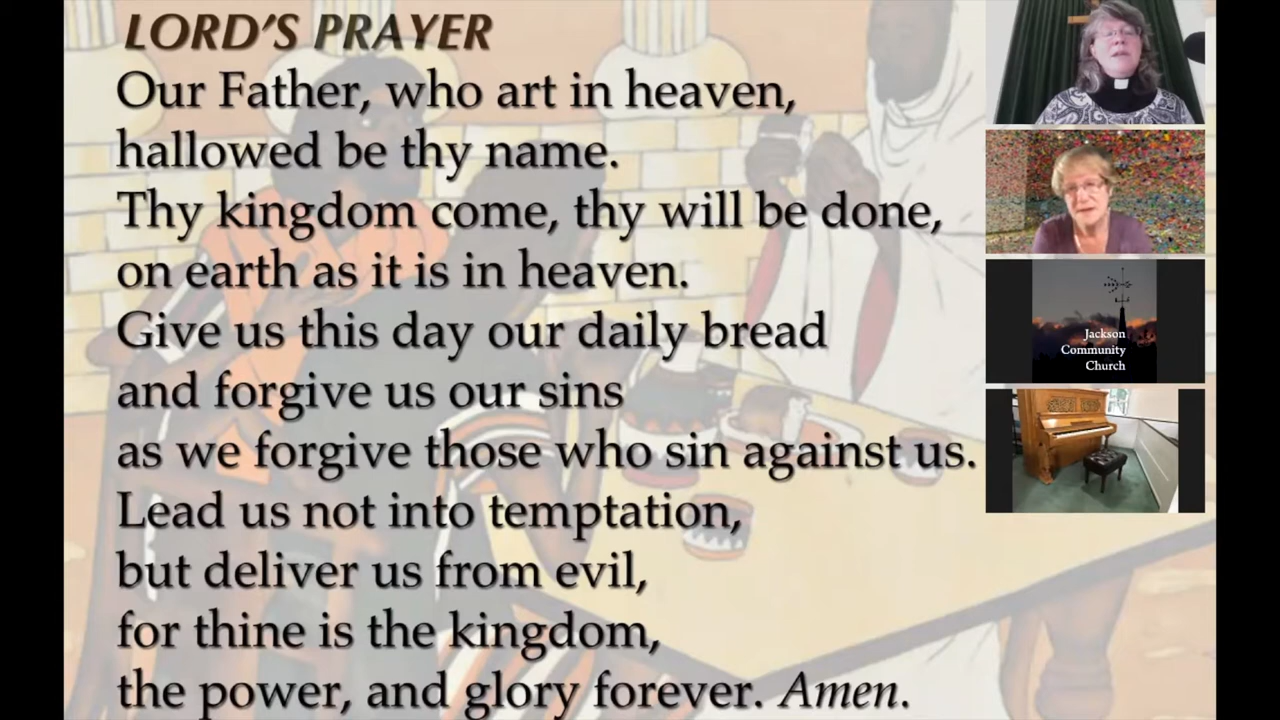 LORD'S PRAYER
Our Father, who art in heaven,
hallowed be thy name.
Thy kingdom come, thy will be done,
on earth as it is in heaven.
Give us this day our daily bread
and forgive us our sins
as we forgive those who sin against us.
Lead us not into temptation,
but deliver us from evil,
for thine is the kingdom,
the power, and glory forever. Amen.
Jackson
Community
Church